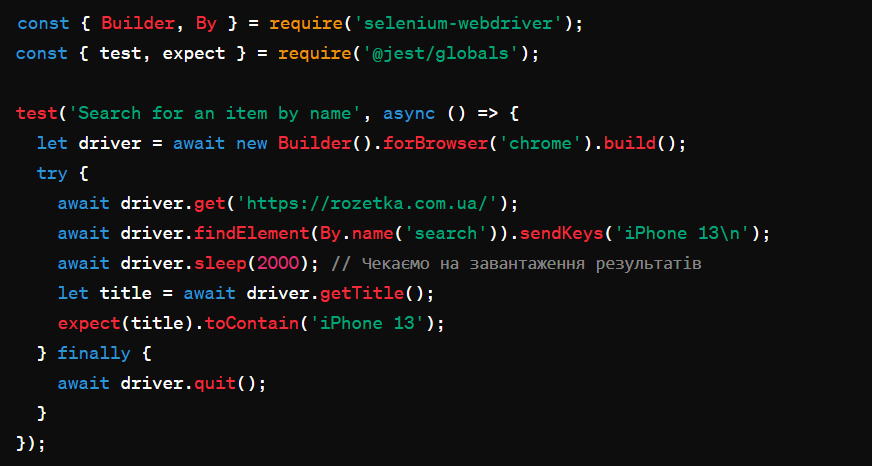 const { Builder, By } = require('selenium-webdriver');
const { test, expect } = require('@jest/globals');

test('Search for an item by name', async () => {
  let driver = await new Builder().forBrowser('chrome').build();
  try {
    await driver.get('https://rozetka.com.ua/');
    await driver.findElement(By.name('search')).sendKeys('iPhone 13\n');
    await driver.sleep(2000); // Чекаємо на завантаження результатів
    let title = await driver.getTitle();
    expect(title).toContain('iPhone 13');
  } finally {
    await driver.quit();
  }
});